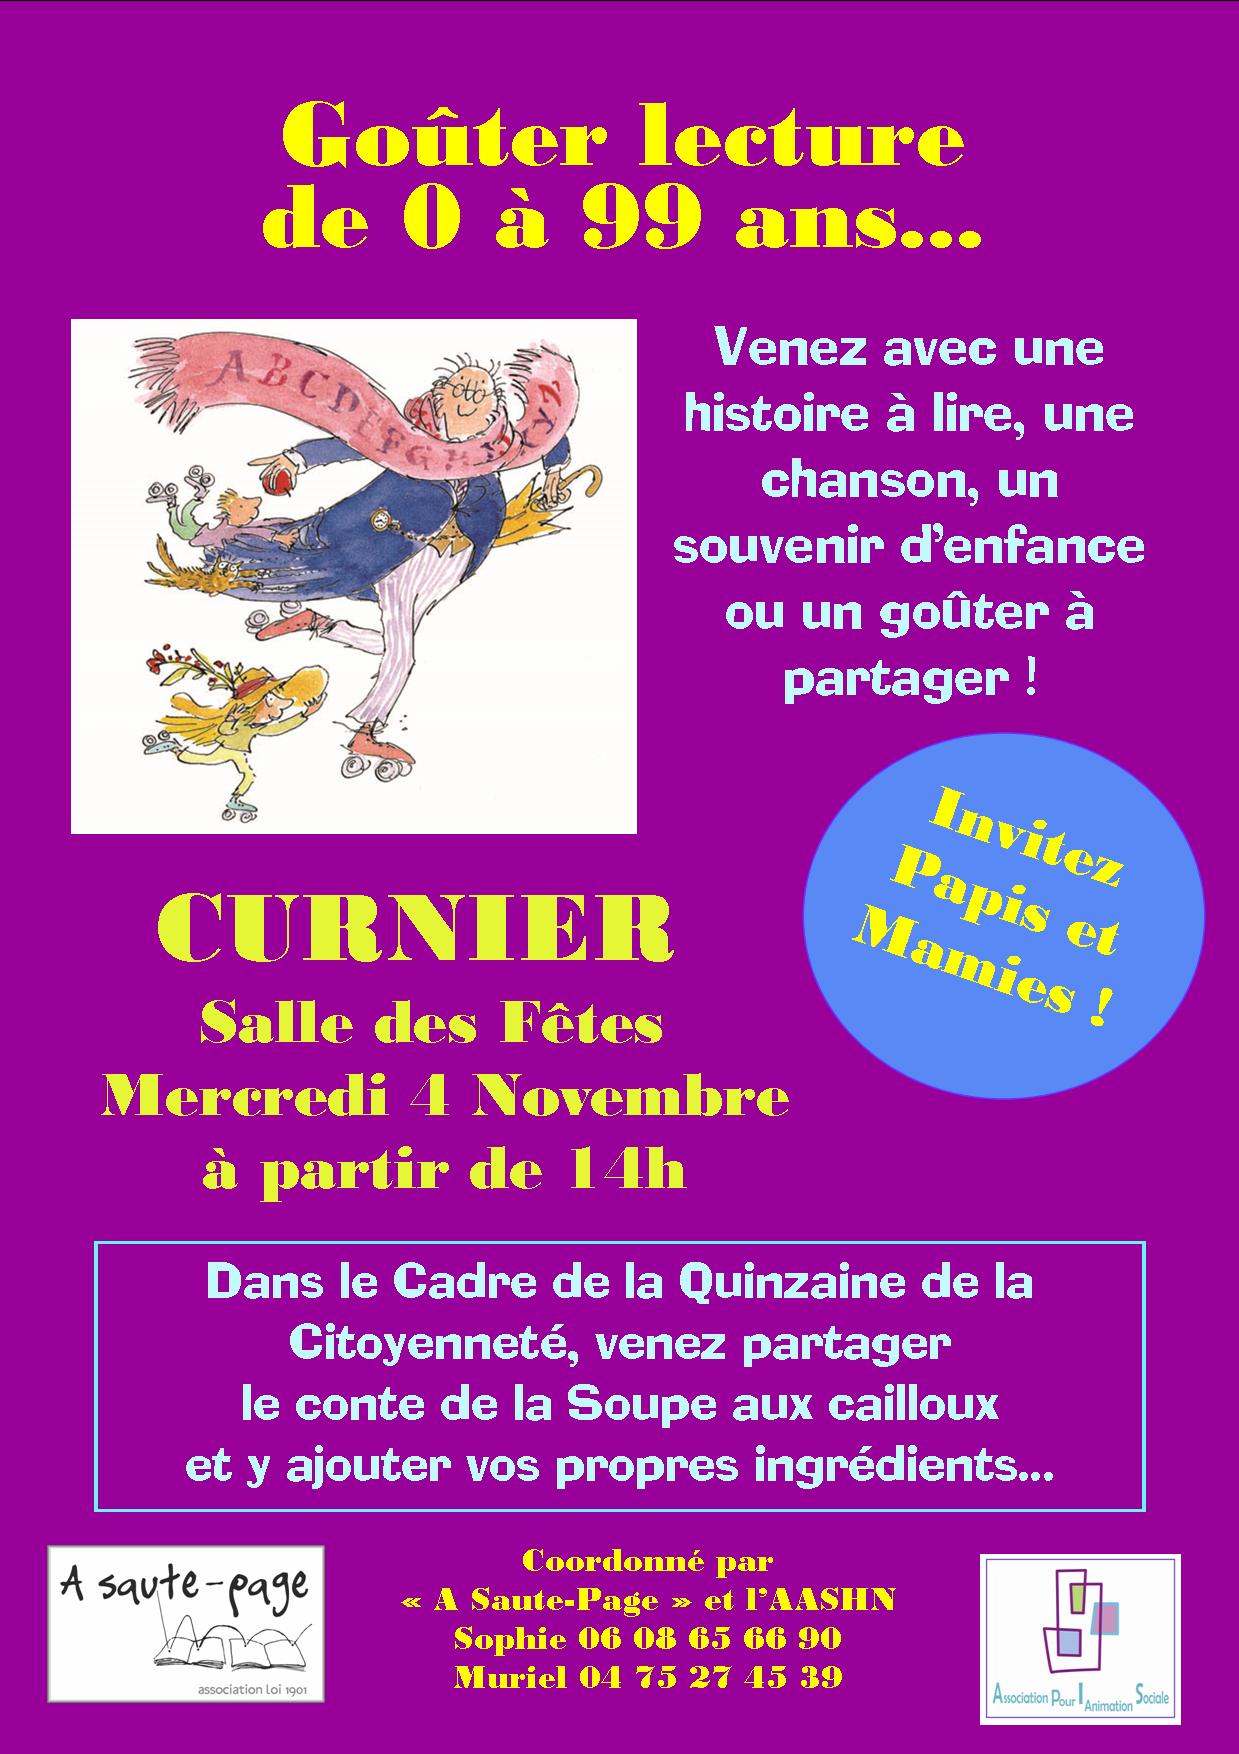 Goûter lecture
de 0 à 99 ans...
Venez avec une
histoire à lire, une
chanson, un
souvenir d'enfance
ou un goûter à
partager !
Invitez
Papis et
Mamies !
CURNIER
Salle des Fêtes
Mercredi 4 Novembre
à partir de 14h
Dans le Cadre de la Quinzaine de la
Citoyenneté, venez partager
le conte de la Soupe aux cailloux
et y ajouter vos propres ingrédients...
Coordonné par
« A Saute-Page » et l'AASHN
Sophie 06 08 65 66 90
Muriel 04 75 27 45 39
A saute-page
association loi 1901
Association Pour l Animation Sociale